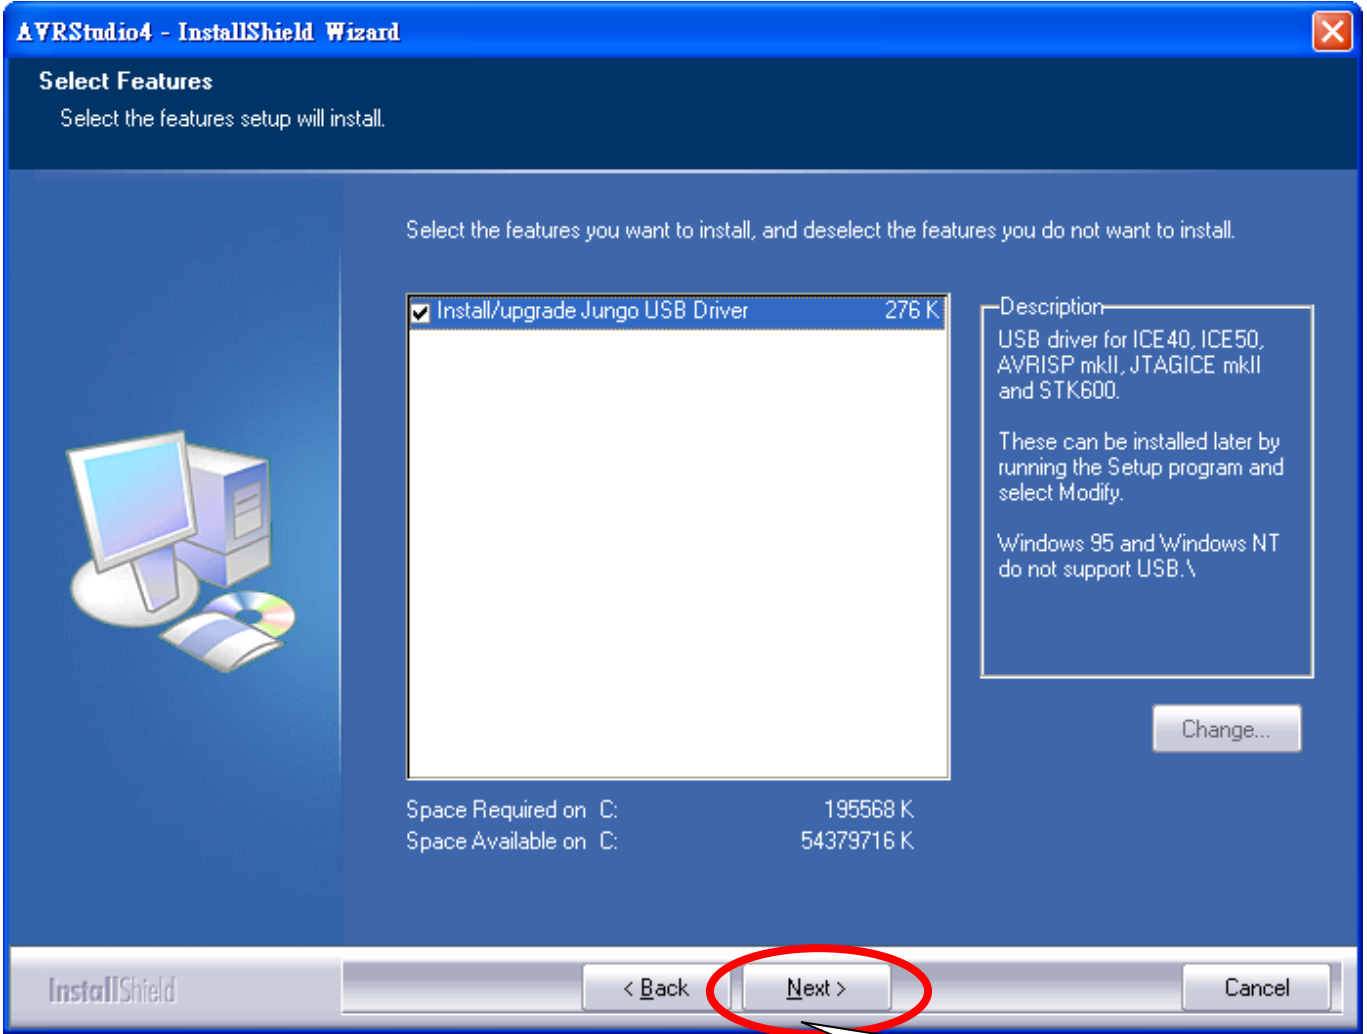 AVRStudio4 - InstallShield Wizard
Select Features
Select the features setup will install.
Select the features you want to install, and deselect the features you do not want to install.
Install/upgrade Jungo USB Driver 276 K
Description
USB driver for ICE40, ICE50,
AVRISP mkII, JTAGICE mkII
and STK600.
These can be installed later by
running the Setup program and
select Modify.
Windows 95 and Windows NT
do not support USB.\
Change...
Space Required on C: 195568 K
Space Available on C: 54379716 K
InstallShield
< Back
Next >
Cancel